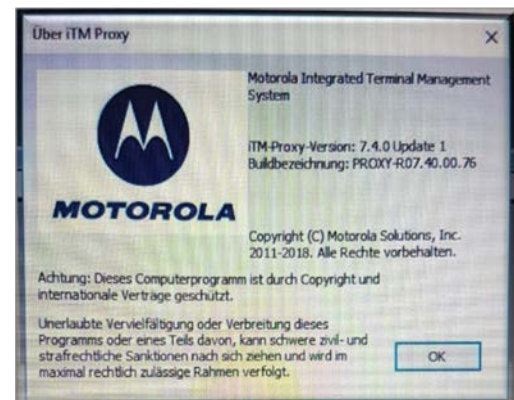 Über iTM Proxy
Motorola Integrated Terminal Management
System
iTM-Proxy-Version: 7.4.0 Update 1
Buildbezeichnung: PROXY-R07.40.00.76
MOTOROLA
Copyright (C) Motorola Solutions, Inc.
2011-2018. Alle Rechte vorbehalten.
Achtung: Dieses Computerprogramm ist durch Copyright und
internationale Verträge geschützt.
Unerlaubte Vervielfältigung oder Verbreitung dieses
Programms oder eines Teils davon, kann schwere zivil- und
strafrechtliche Sanktionen nach sich ziehen und wird im
maximal rechtlich zulässige Rahmen
verfolgt.
OK